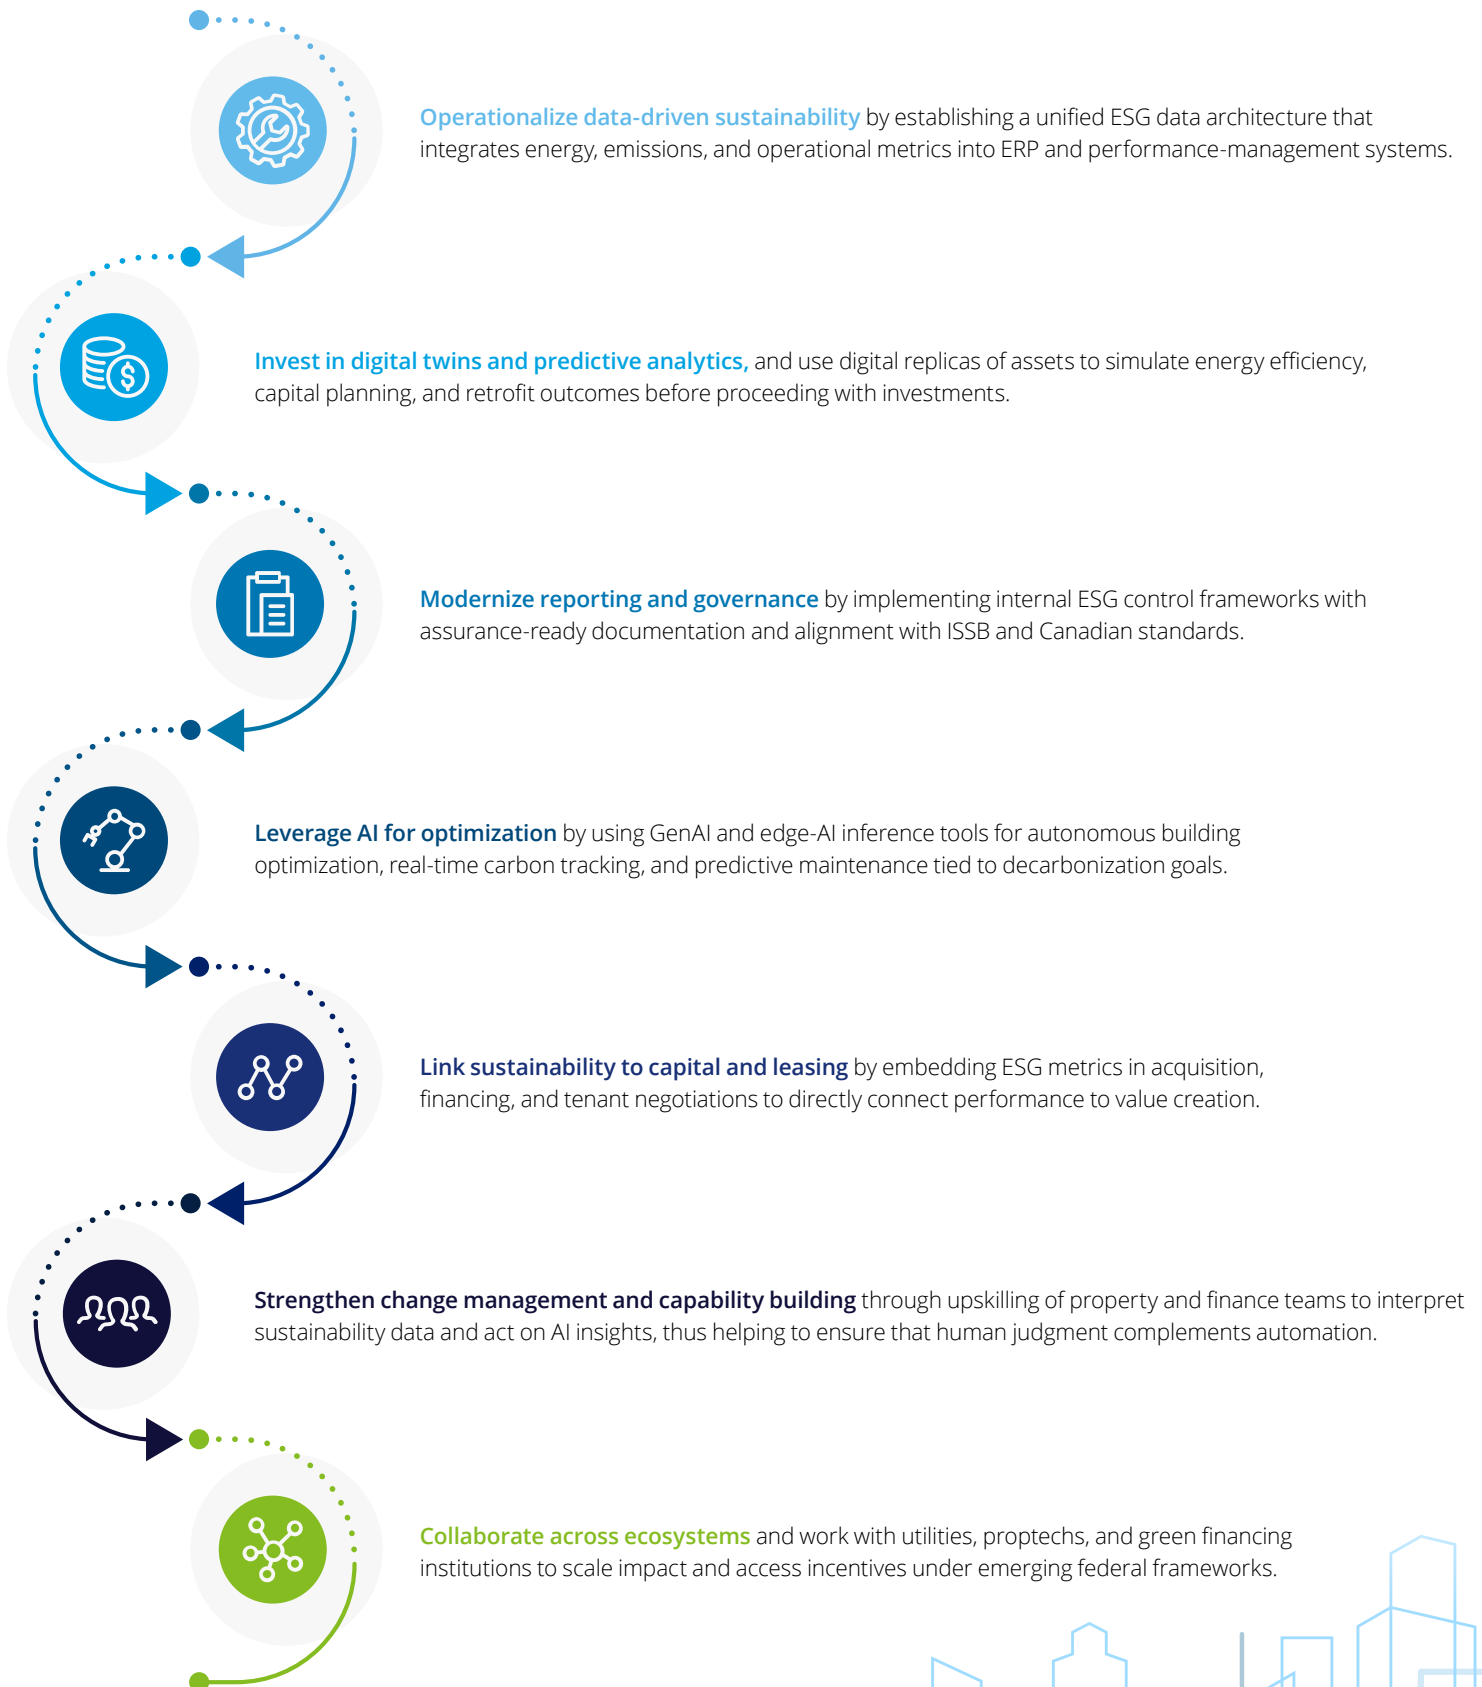 Operationalize data-driven sustainability by establishing a unified ESG data architecture that
integrates energy, emissions, and operational metrics into ERP and performance-management systems.
Invest in digital twins and predictive analytics, and use digital replicas of assets to simulate energy efficiency,
capital planning, and retrofit outcomes before proceeding with investments.
Modernize reporting and governance by implementing internal ESG control frameworks with
assurance-ready documentation and alignment with ISSB and Canadian standards.
Leverage AI for optimization by using GenAI and edge-AI inference tools for autonomous building
optimization, real-time carbon tracking, and predictive maintenance tied to decarbonization goals.
Link sustainability to capital and leasing by embedding ESG metrics in acquisition,
financing, and tenant negotiations to directly connect performance to value creation.
Strengthen change management and capability building through upskilling of property and finance teams to interpret
sustainability data and act on AI insights, thus helping to ensure that human judgment complements automation.
Collaborate across ecosystems and work with utilities, proptechs, and green financing
institutions to scale impact and access incentives under emerging federal frameworks.